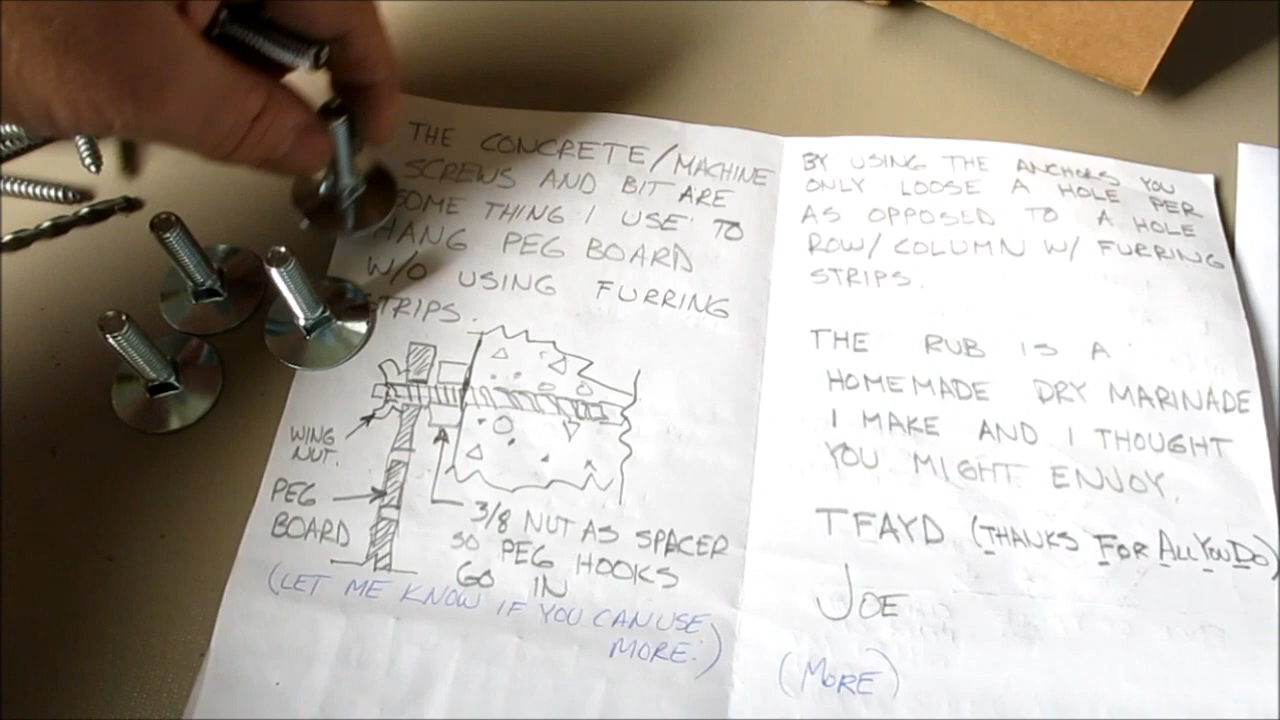 THE CONCRETE/MACHINE
SCREWS AND BIT ARE
SOME THING I USE TO
HANG PEG BOARD
W/O USING FURRING
STRIPS.
WING
NUT.
PEG
BOARD
3/8 NUT AS SPACER
SO PEG HOOKS
GO IN
(LET ME KNOW IF YOU CAN USE
MORE.)
BY USING THE ANCHORS YOU
ONLY LOOSE A HOLE PER
AS OPPOSED TO A HOLE
ROW/COLUMN W/ FURRING
STRIPS.
THE RUB IS A
HOMEMADE DRY MARINADE
I MAKE AND I THOUGHT
YOU MIGHT ENJOY.
TFAYD (THANKS FOR ALL YOU DO)
JOE
(MORE)